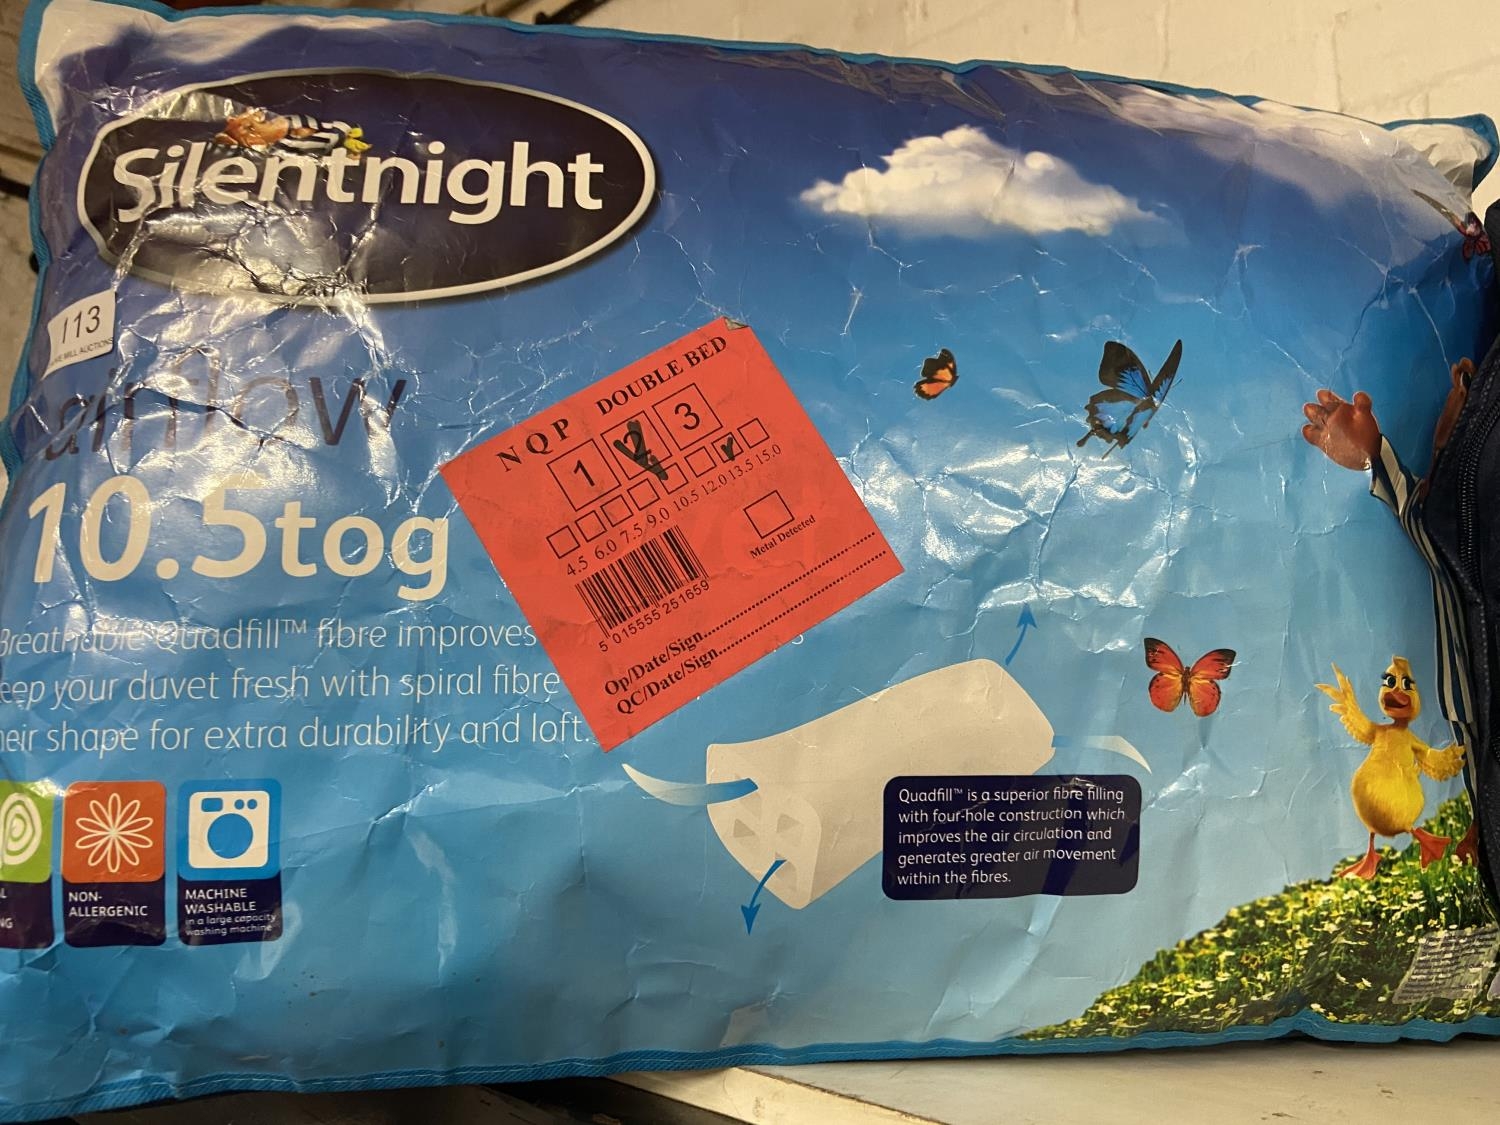 Silentnight
113
MILL AUCTIONS
airflow
10.5tog
Breathable Quadfill™ fibre improves
eep your duvet fresh with spiral fibre
heir shape for extra durability and loft.
NON-
ALLERGENIC
MACHINE
WASHABLE
in a large capacity
washing machine
NQP DOUBLE BED
1 2 3
4.5 6.0 7.5 9.0 10.5 12.0 13.5 15.0
Metal Detected
5 015555 251659
Op/Date/Sign
QC/Date/Sign
Quadfill™ is a superior fibre filling
with four-hole construction which
improves the air circulation and
generates greater air movement
within the fibres.